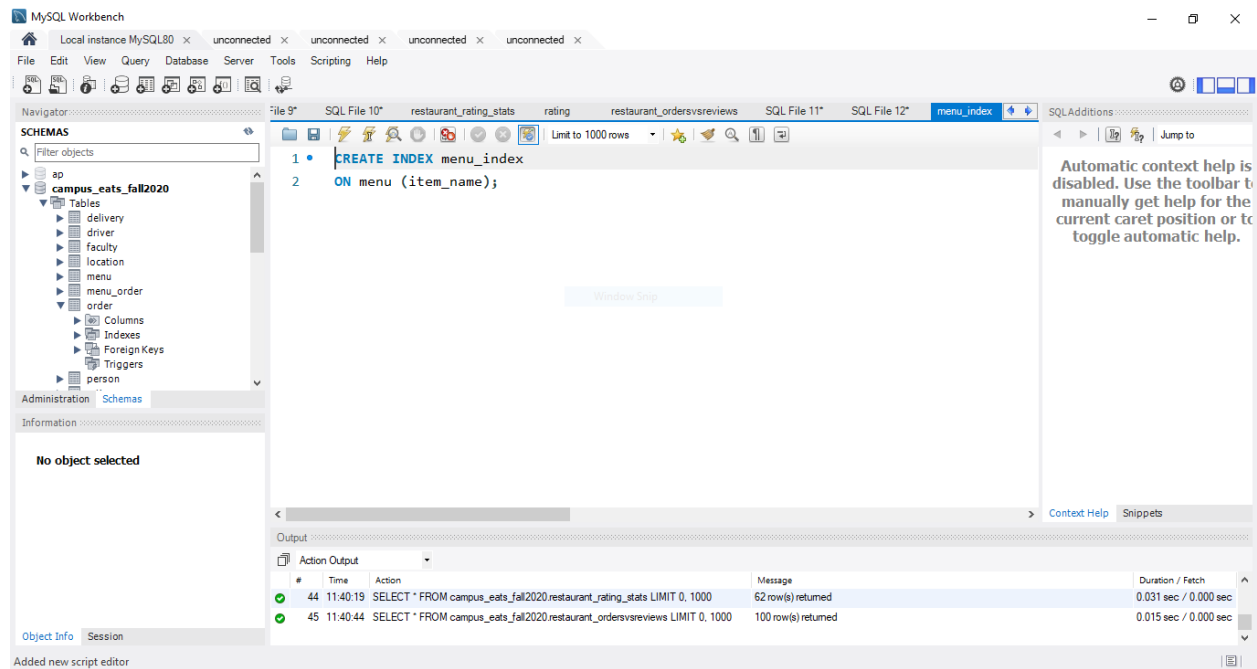 MySQL Workbench
Local instance MySQL80 × unconnected × unconnected × unconnected × unconnected ×
File Edit View Query Database Server Tools Scripting Help
Navigator
SCHEMAS
Filter objects
ap
campus_eats_fall2020
Tables
delivery
driver
faculty
location
menu
menu_order
order
Columns
Indexes
Foreign Keys
Triggers
person
Administration Schemas
Information
No object selected
Object Info Session
File 9* SQL File 10* restaurant_rating_stats rating restaurant_ordersvsreviews SQL File 11* SQL File 12* menu_index
Limit to 1000 rows
1 CREATE INDEX menu_index
2 ON menu (item_name);
Window Snip
SQLAdditions
Jump to
Automatic context help is
disabled. Use the toolbar to
manually get help for the
current caret position or to
toggle automatic help.
Context Help Snippets
Output
Action Output
# Time Action Message Duration / Fetch
44 11:40:19 SELECT * FROM campus_eats_fall2020.restaurant_rating_stats LIMIT 0, 1000 62 row(s) returned 0.031 sec / 0.000 sec
45 11:40:44 SELECT * FROM campus_eats_fall2020.restaurant_ordersvsreviews LIMIT 0, 1000 100 row(s) returned 0.015 sec / 0.000 sec
Added new script editor